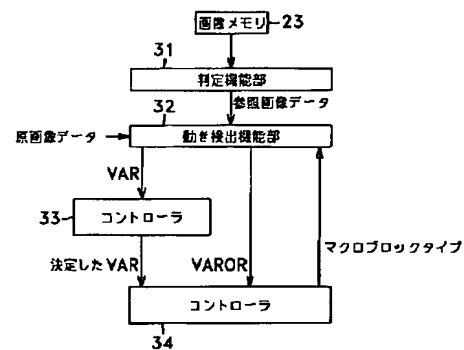 画像メモリ 23
31
判定機能部
32 参照画像データ
原画像データ 動き検出機能部
VAR
33 コントローラ
マクロブロックタイプ
決定したVAR VAROR
コントローラ
34